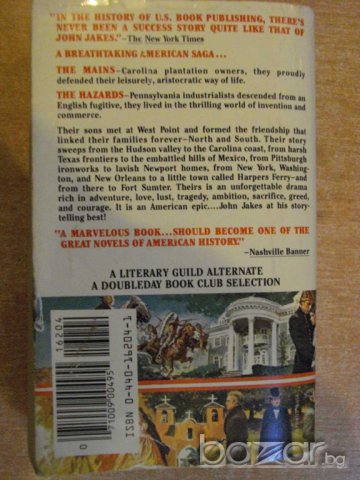 "IN THE HISTORY OF U.S. BOOK PUBLISHING, THERE'S
NEVER BEEN A SUCCESS STORY QUITE LIKE THAT OF
JOHN JAKES." —The New York Times
A BREATHTAKING AMERICAN SAGA...
THE MAINS—Carolina plantation owners, they proudly
defended their leisurely, aristocratic way of life.
THE HAZARDS—Pennsylvania industrialists descended from an
English fugitive, they lived in the thrilling world of invention and
commerce.
Their sons met at West Point and formed the friendship that
linked their families forever—North and South. Their story
sweeps from the Hudson valley to the Carolina coast, from harsh
Texas frontiers to the embattled hills of Mexico, from Pittsburgh
ironworks to lavish Newport homes, from New York, Washing-
ton, and New Orleans to a little town called Harpers Ferry—and
from there to Fort Sumter. Theirs is an unforgettable drama
rich in adventure, love, lust, tragedy, ambition, sacrifice, greed,
and courage. It is an American epic....John Jakes at his story-
telling best!
"A MARVELOUS BOOK...SHOULD BECOME ONE OF THE
GREAT NOVELS OF AMERICAN HISTORY."
—Nashville Banner
A LITERARY GUILD ALTERNATE
A DOUBLEDAY BOOK CLUB SELECTION
16204
0 71009 00495
ISBN 0-440-16204-1
bazar.bg